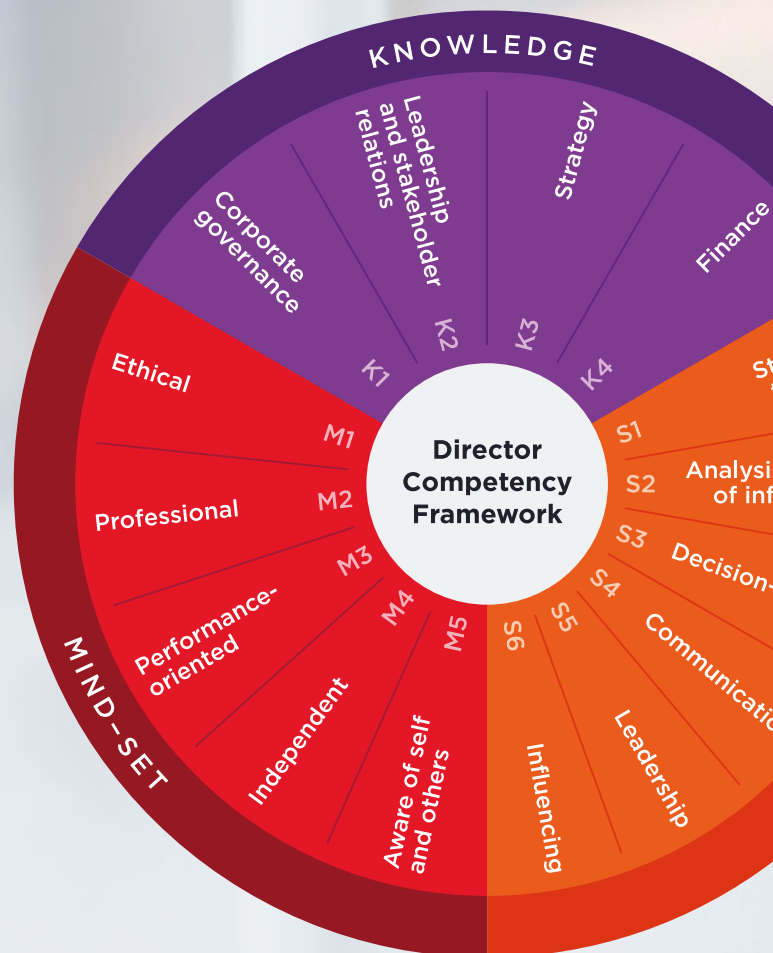 KNOWLEDGE
Corporate
governance
K1
Leadership
and stakeholder
relations
K2
Strategy
K3
Finance
K4
S1
S2
of
S3
S4
Leadership
S5
Influencing
S6
MIND-SET
Ethical
M1
Professional
M2
Performance-
oriented
M3
Independent
M4
Aware of self
and others
M5
Director
Competency
Framework